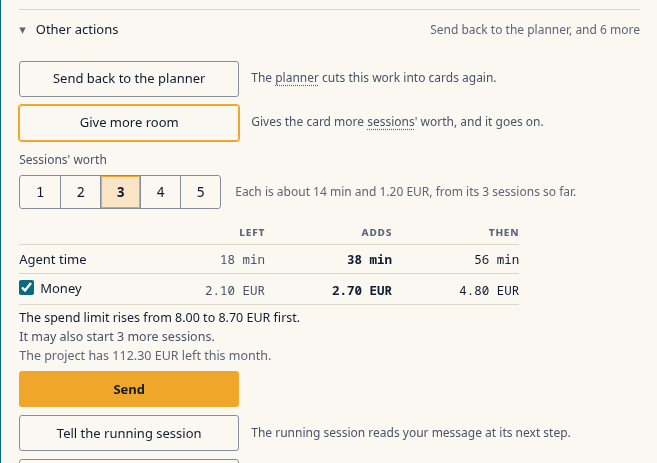 ▾ Other actions Send back to the planner, and 6 more
Send back to the planner The planner cuts this work into cards again.
Give more room Gives the card more sessions' worth, and it goes on.
Sessions' worth
1 2 3 4 5 Each is about 14 min and 1.20 EUR, from its 3 sessions so far.
LEFT ADDS THEN
Agent time 18 min 38 min 56 min
Money 2.10 EUR 2.70 EUR 4.80 EUR
The spend limit rises from 8.00 to 8.70 EUR first.
It may also start 3 more sessions.
The project has 112.30 EUR left this month.
Send
Tell the running session The running session reads your message at its next step.